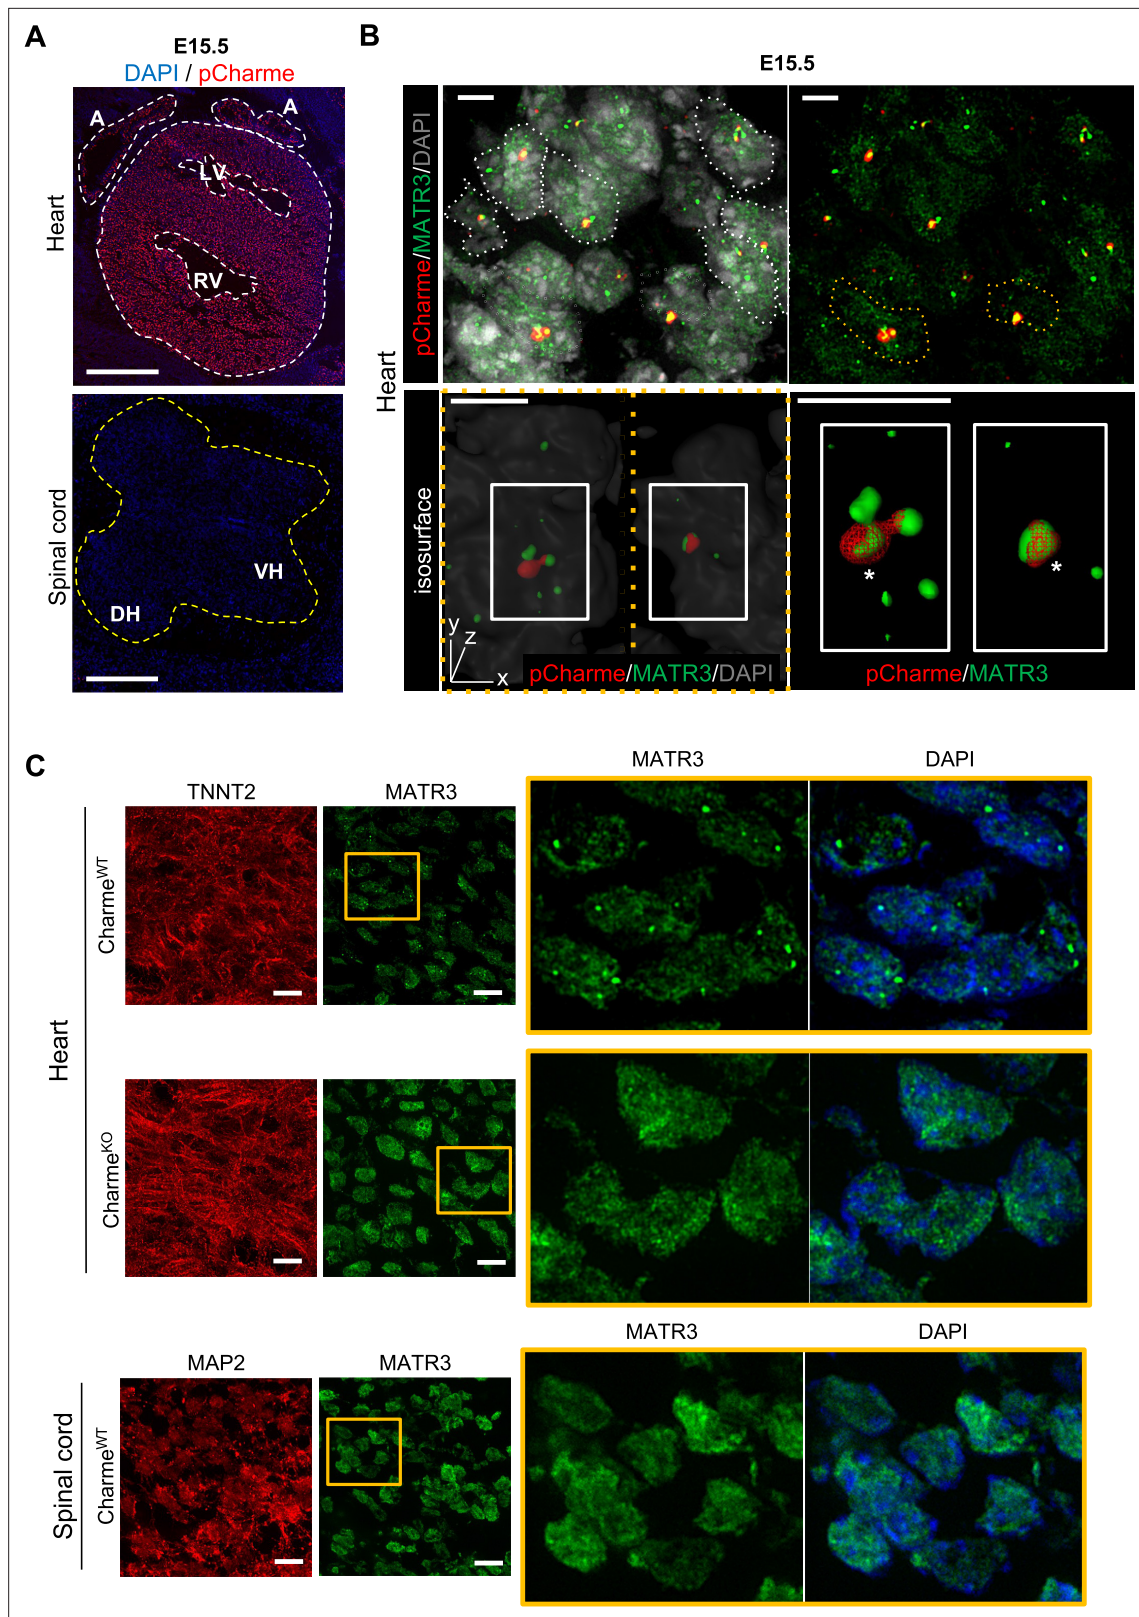 A
E15.5
DAPI / pCharme
Heart
A
A
LV
RV
Spinal cord
VH
DH
B
E15.5
Heart
pCharme/MATR3/DAPI
isosurface
y
z
x
pCharme/MATR3/DAPI
*
*
pCharme/MATR3
C
Heart
TNNT2
MATR3
MATR3
DAPI
CharmeWT
CharmeKO
Spinal cord
MAP2
MATR3
MATR3
DAPI
CharmeWT